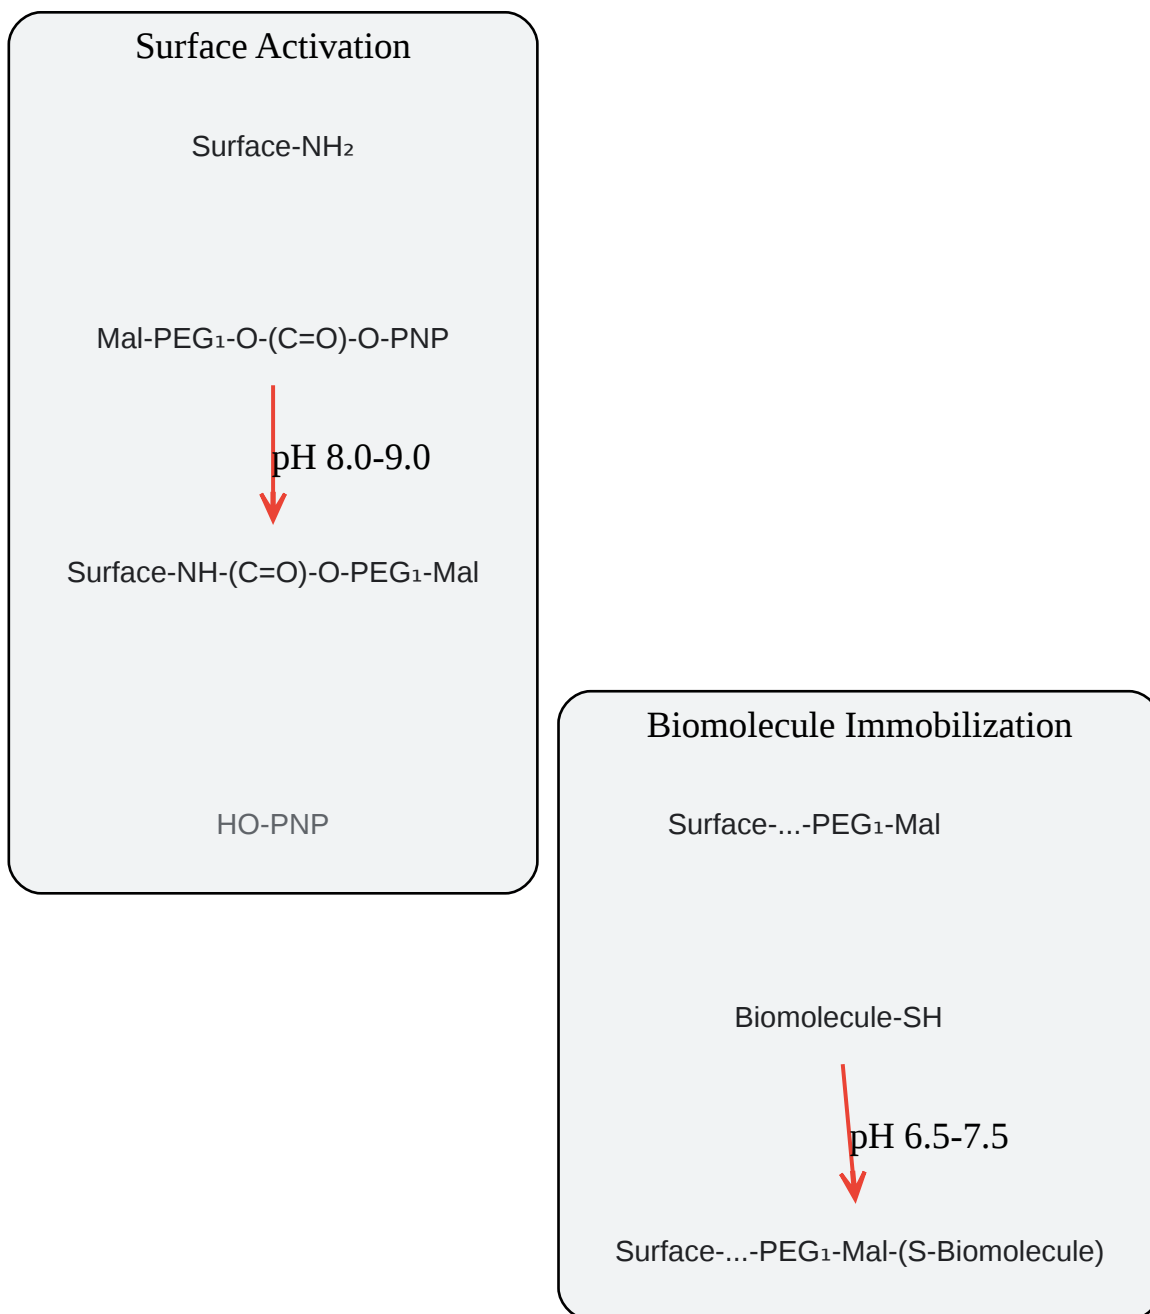 Surface Activation
Surface-NH₂
Mal-PEG₁-O-(C=O)-O-PNP
pH 8.0-9.0
Surface-NH-(C=O)-O-PEG₁-Mal
HO-PNP
Biomolecule Immobilization
Surface-...-PEG₁-Mal
Biomolecule-SH
pH 6.5-7.5
Surface-...-PEG₁-Mal-(S-Biomolecule)